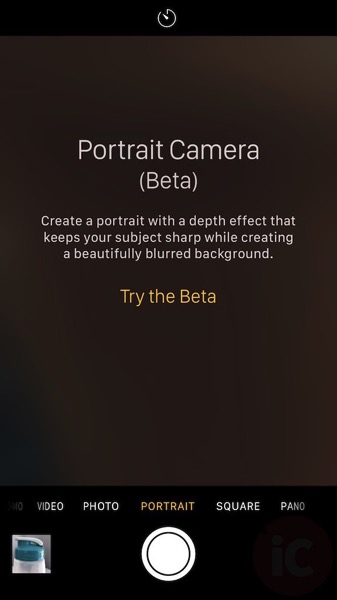 Portrait Camera
(Beta)
Create a portrait with a depth effect that
keeps your subject sharp while creating
a beautifully blurred background.
Try the Beta
VIDEO PHOTO PORTRAIT SQUARE PANO
iC